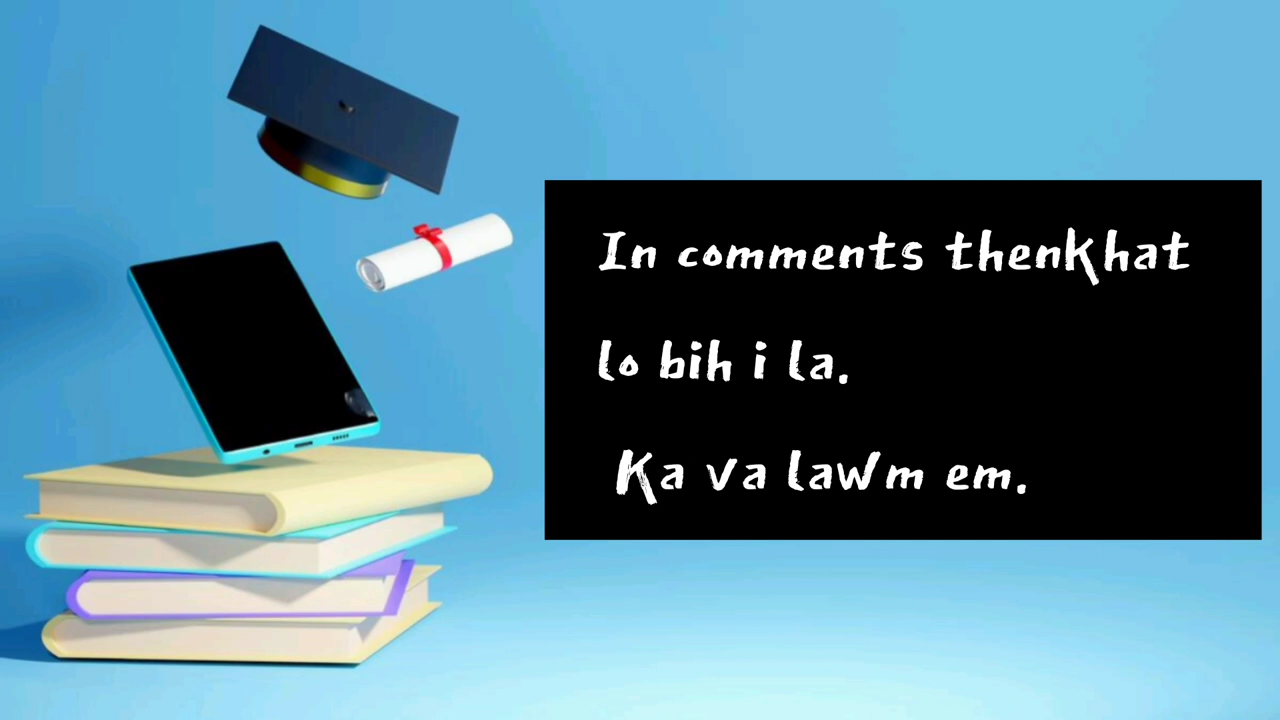 In comments thenkhat
lo bih i la.
Ka va lawm em.